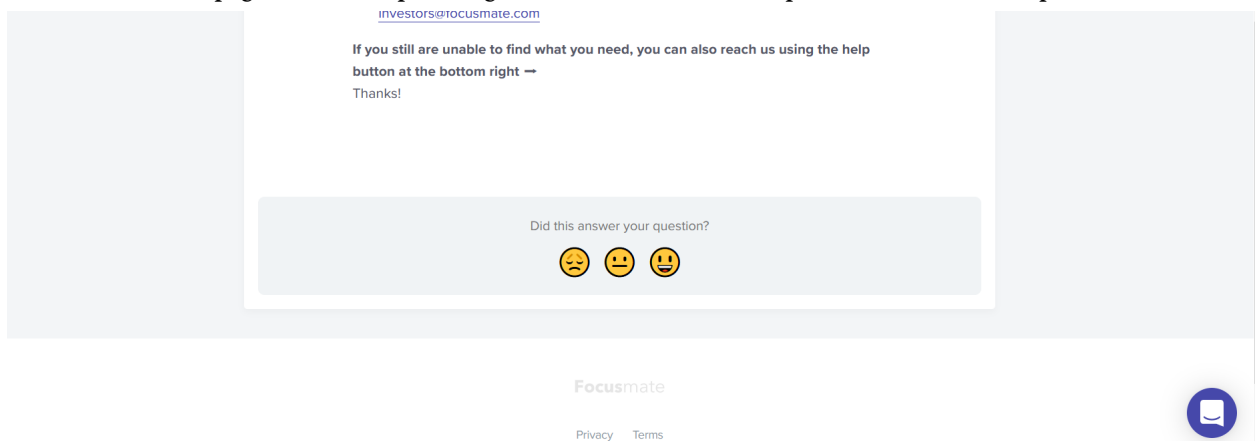 investors@focusmate.com
If you still are unable to find what you need, you can also reach us using the help
button at the bottom right ➞
Thanks!
Did this answer your question?
Focusmate
Privacy Terms